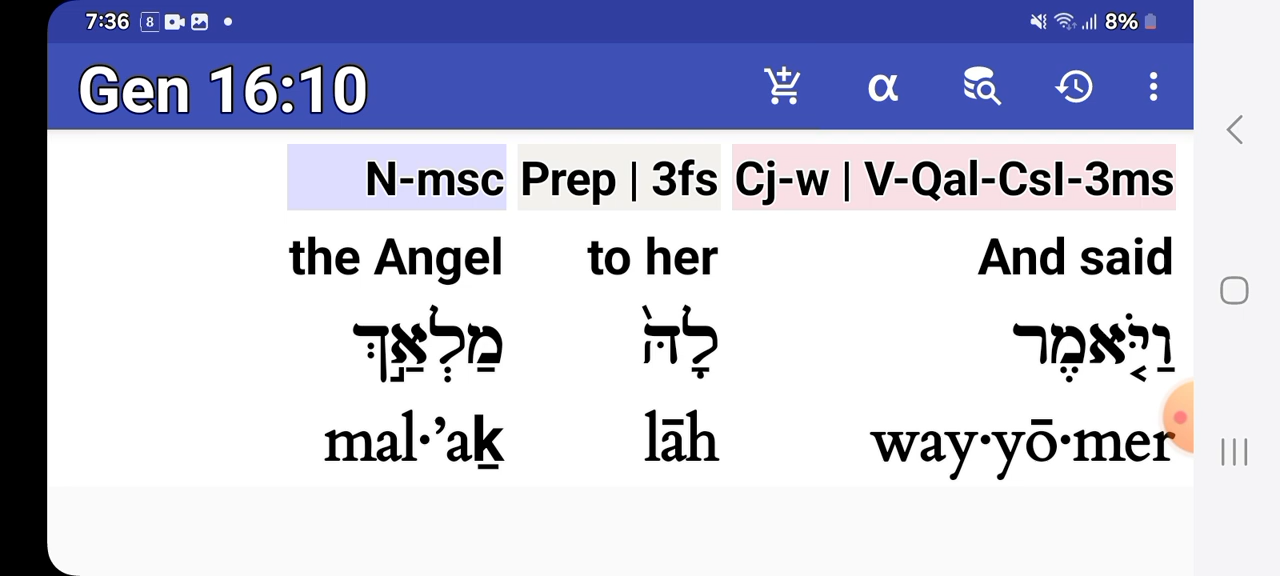 7:36 8 8%
Gen 16:10 α
N-msc Prep | 3fs Cj-w | V-Qal-CsI-3ms
the Angel to her And said
וַיֹּ֤אמֶר לָהּ֙ מַלְאַ֣ךְ
mal·’aḵ lāh way·yō·mer